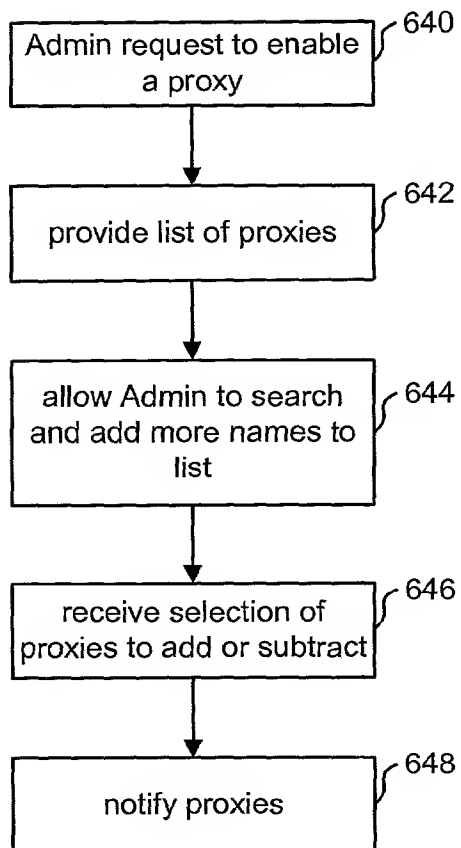 Admin request to enable
a proxy
640
provide list of proxies
642
allow Admin to search
and add more names to
list
644
receive selection of
proxies to add or subtract
646
notify proxies
648